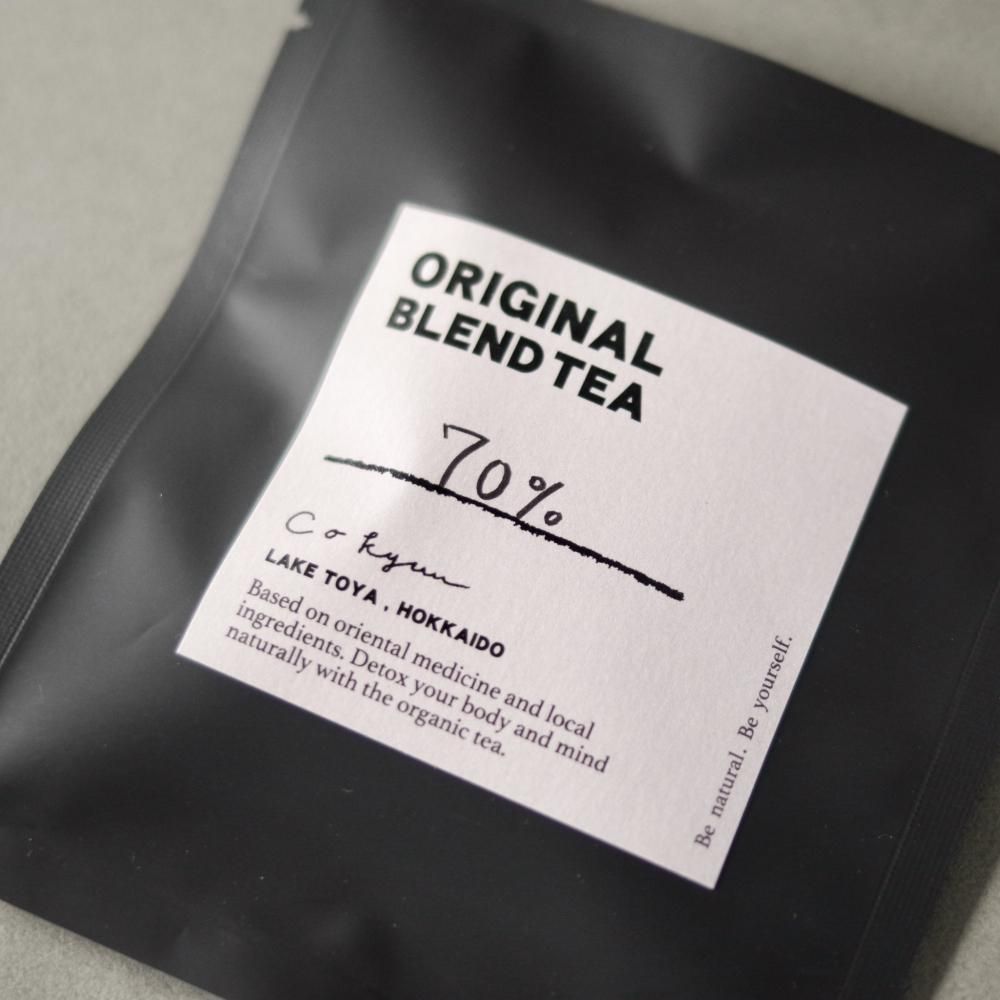 ORIGINAL
BLEND TEA
70%
Cokyuu
LAKE TOYA . HOKKAIDO
Based on oriental medicine and local
ingredients. Detox your body and mind
naturally with the organic tea.
Be natural. Be yourself.